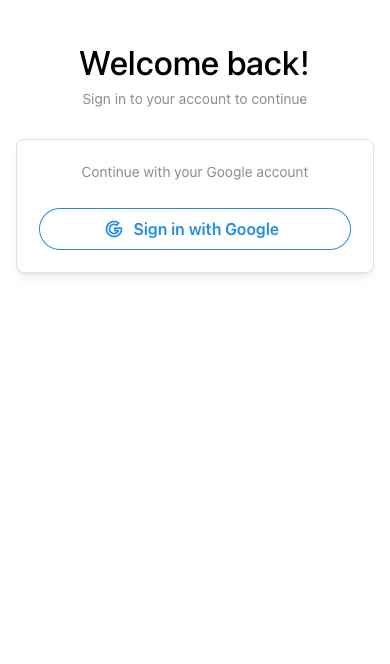 Welcome back!
Sign in to your account to continue
Continue with your Google account
Sign in with Google